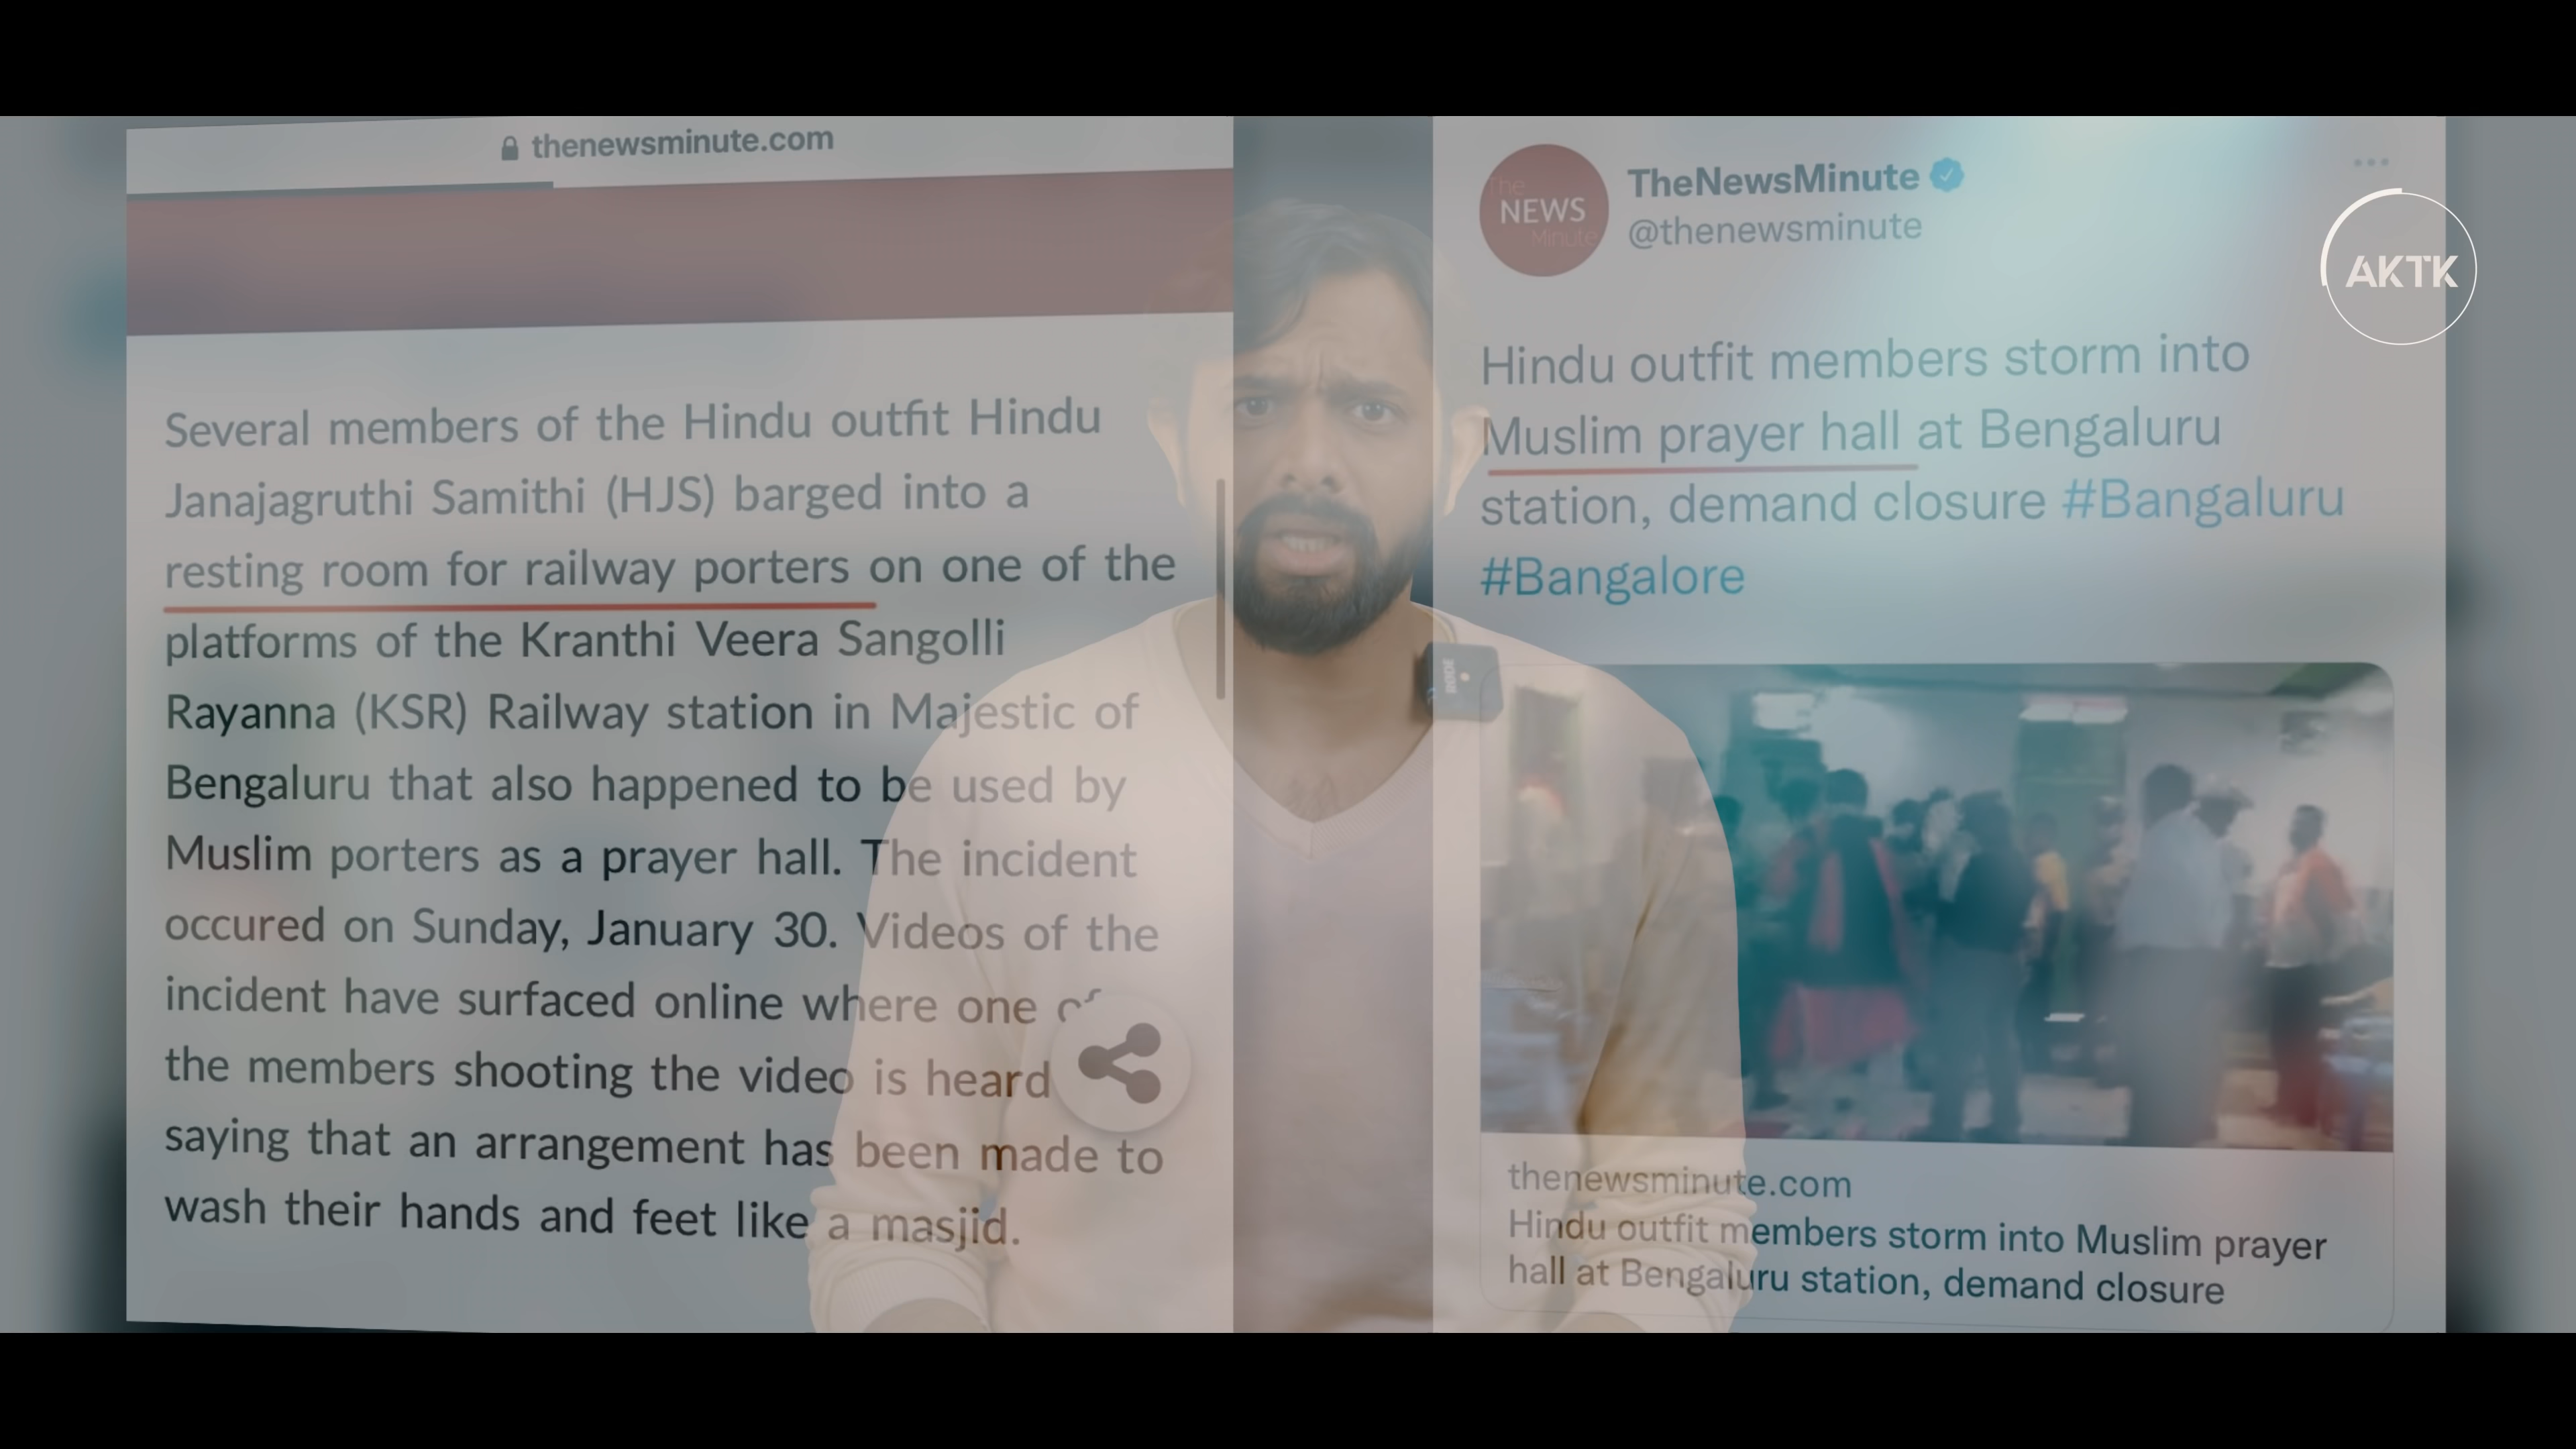 thenewsminute.com
Several members of the Hindu outfit Hindu
Janajagruthi Samithi (HJS) barged into a
resting room for railway porters on one of the
platforms of the Kranthi Veera Sangolli
Rayanna (KSR) Railway station in Majestic of
Bengaluru that also happened to be used by
Muslim porters as a prayer hall. The incident
occured on Sunday, January 30. Videos of the
incident have surfaced online where one of
the members shooting the video is heard
saying that an arrangement has been made to
wash their hands and feet like a masjid.
The
NEWS
Minute
TheNewsMinute
@thenewsminute
Hindu outfit members storm into
Muslim prayer hall at Bengaluru
station, demand closure #Bangaluru
#Bangalore
RODE
thenewsminute.com
Hindu outfit members storm into Muslim prayer
hall at Bengaluru station, demand closure
AKTK